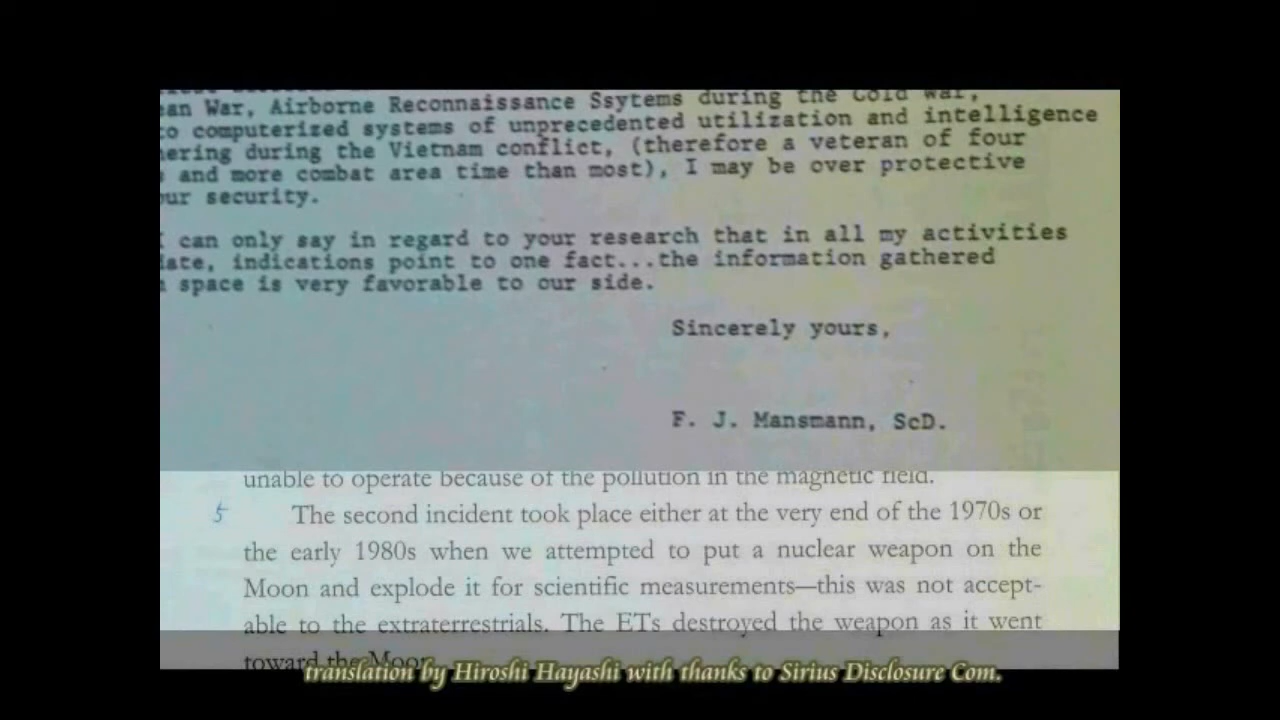 ean War, Airborne Reconnaissance Ssytems during the Cold War,
to computerized systems of unprecedented utilization and intelligence
hering during the Vietnam conflict, (therefore a veteran of four
and more combat area time than most), I may be over protective
our security.
I can only say in regard to your research that in all my activities
date, indications point to one fact...the information gathered
n space is very favorable to our side.
Sincerely yours,
F. J. Mansmann, ScD.
unable to operate because of the pollution in the magnetic field.
5 The second incident took place either at the very end of the 1970s or
the early 1980s when we attempted to put a nuclear weapon on the
Moon and explode it for scientific measurements—this was not accept-
able to the extraterrestrials. The ETs destroyed the weapon as it went
toward the Moon
translation by Hiroshi Hayashi with thanks to Sirius Disclosure Com.